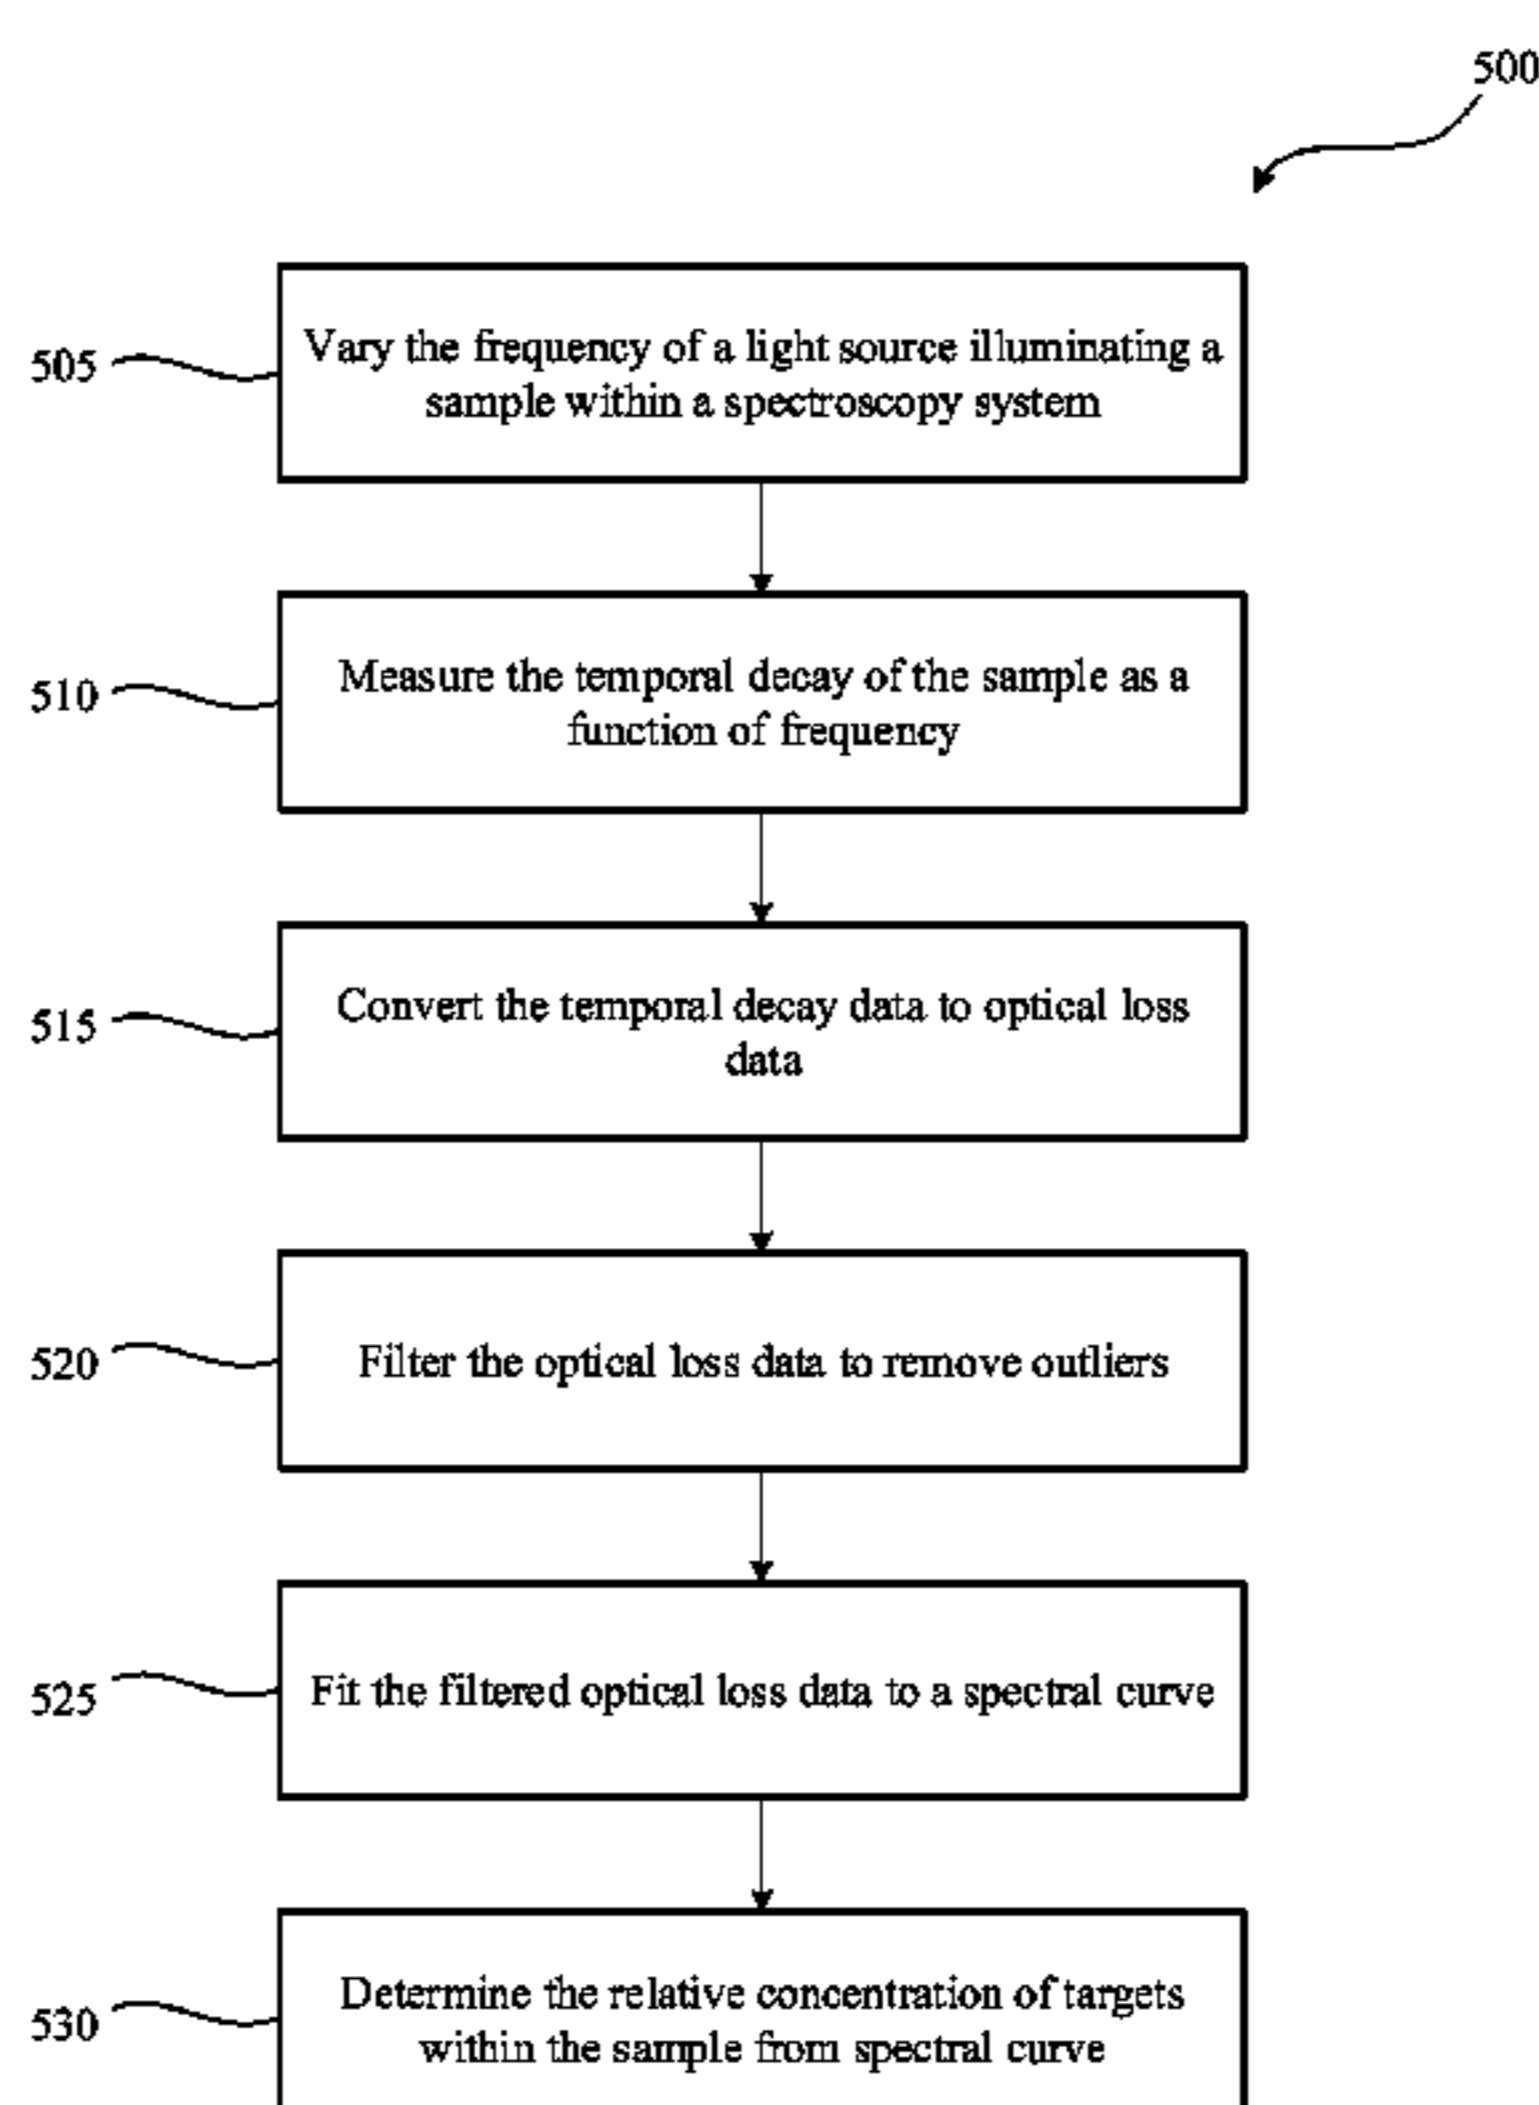 500
505
Vary the frequency of a light source illuminating a
sample within a spectroscopy system
510
Measure the temporal decay of the sample as a
function of frequency
515
Convert the temporal decay data to optical loss
data
520
Filter the optical loss data to remove outliers
525
Fit the filtered optical loss data to a spectral curve
530
Determine the relative concentration of targets
within the sample from spectral curve